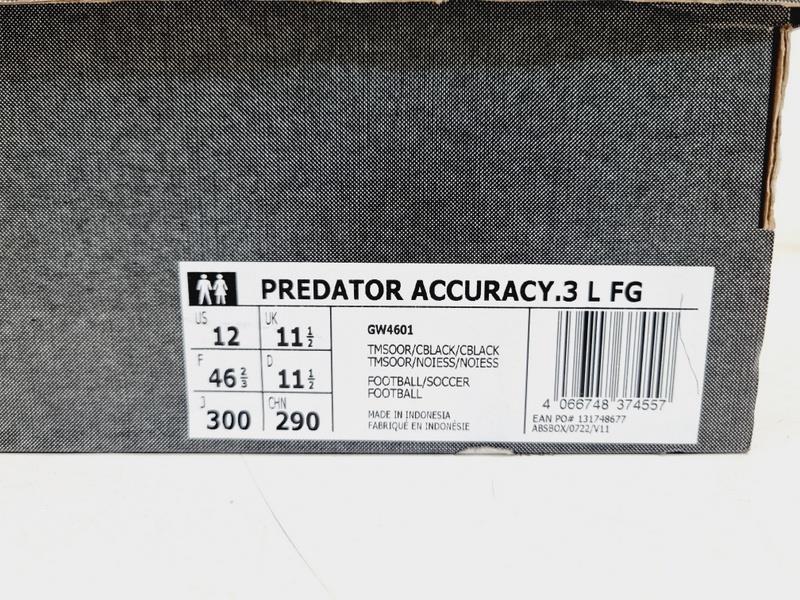 PREDATOR ACCURACY.3 L FG
US 12 UK 11 1/2
F 46 2/3 D 11 1/2
J 300 CHN 290
GW4601
TMSOOR/CBLACK/CBLACK
TMSOOR/NOIESS/NOIESS
FOOTBALL/SOCCER
FOOTBALL
MADE IN INDONESIA
FABRIQUÉ EN INDONÉSIE
4 066748 374557
EAN PO# 131748677
ABSBOX/0722/V11